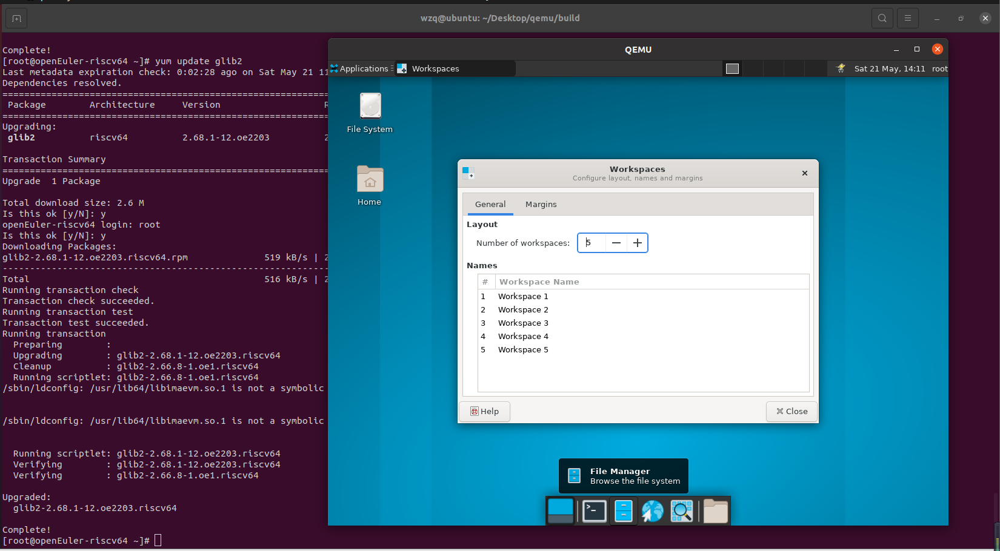 wzq@ubuntu: ~/Desktop/qemu/build
Complete!
[root@openEuler-riscv64 ~]# yum update glib2
Last metadata expiration check: 0:02:28 ago on Sat May 21 11
Dependencies resolved.
Package Architecture Version R
Upgrading:
glib2 riscv64 2.68.1-12.oe2203 2
Transaction Summary
Upgrade 1 Package
Total download size: 2.6 M
Is this ok [y/N]: y
openEuler-riscv64 login: root
Is this ok [y/N]: y
Downloading Packages:
glib2-2.68.1-12.oe2203.riscv64.rpm 519 kB/s | 2
Total 516 kB/s | 2
Running transaction check
Transaction check succeeded.
Running transaction test
Transaction test succeeded.
Running transaction
Preparing :
Upgrading : glib2-2.68.1-12.oe2203.riscv64
Cleanup : glib2-2.66.8-1.oe1.riscv64
Running scriptlet: glib2-2.66.8-1.oe1.riscv64
/sbin/ldconfig: /usr/lib64/libimaevm.so.1 is not a symbolic
/sbin/ldconfig: /usr/lib64/libimaevm.so.1 is not a symbolic
Running scriptlet: glib2-2.68.1-12.oe2203.riscv64
Verifying : glib2-2.68.1-12.oe2203.riscv64
Verifying : glib2-2.66.8-1.oe1.riscv64
Upgraded:
glib2-2.68.1-12.oe2203.riscv64
Complete!
[root@openEuler-riscv64 ~]#
QEMU
Applications
Workspaces
Sat 21 May, 14:11 root
File System
Home
Workspaces
Configure layout, names and margins
General Margins
Layout
Number of workspaces: 5
Names
# Workspace Name
1 Workspace 1
2 Workspace 2
3 Workspace 3
4 Workspace 4
5 Workspace 5
Help
Close
File Manager
Browse the file system